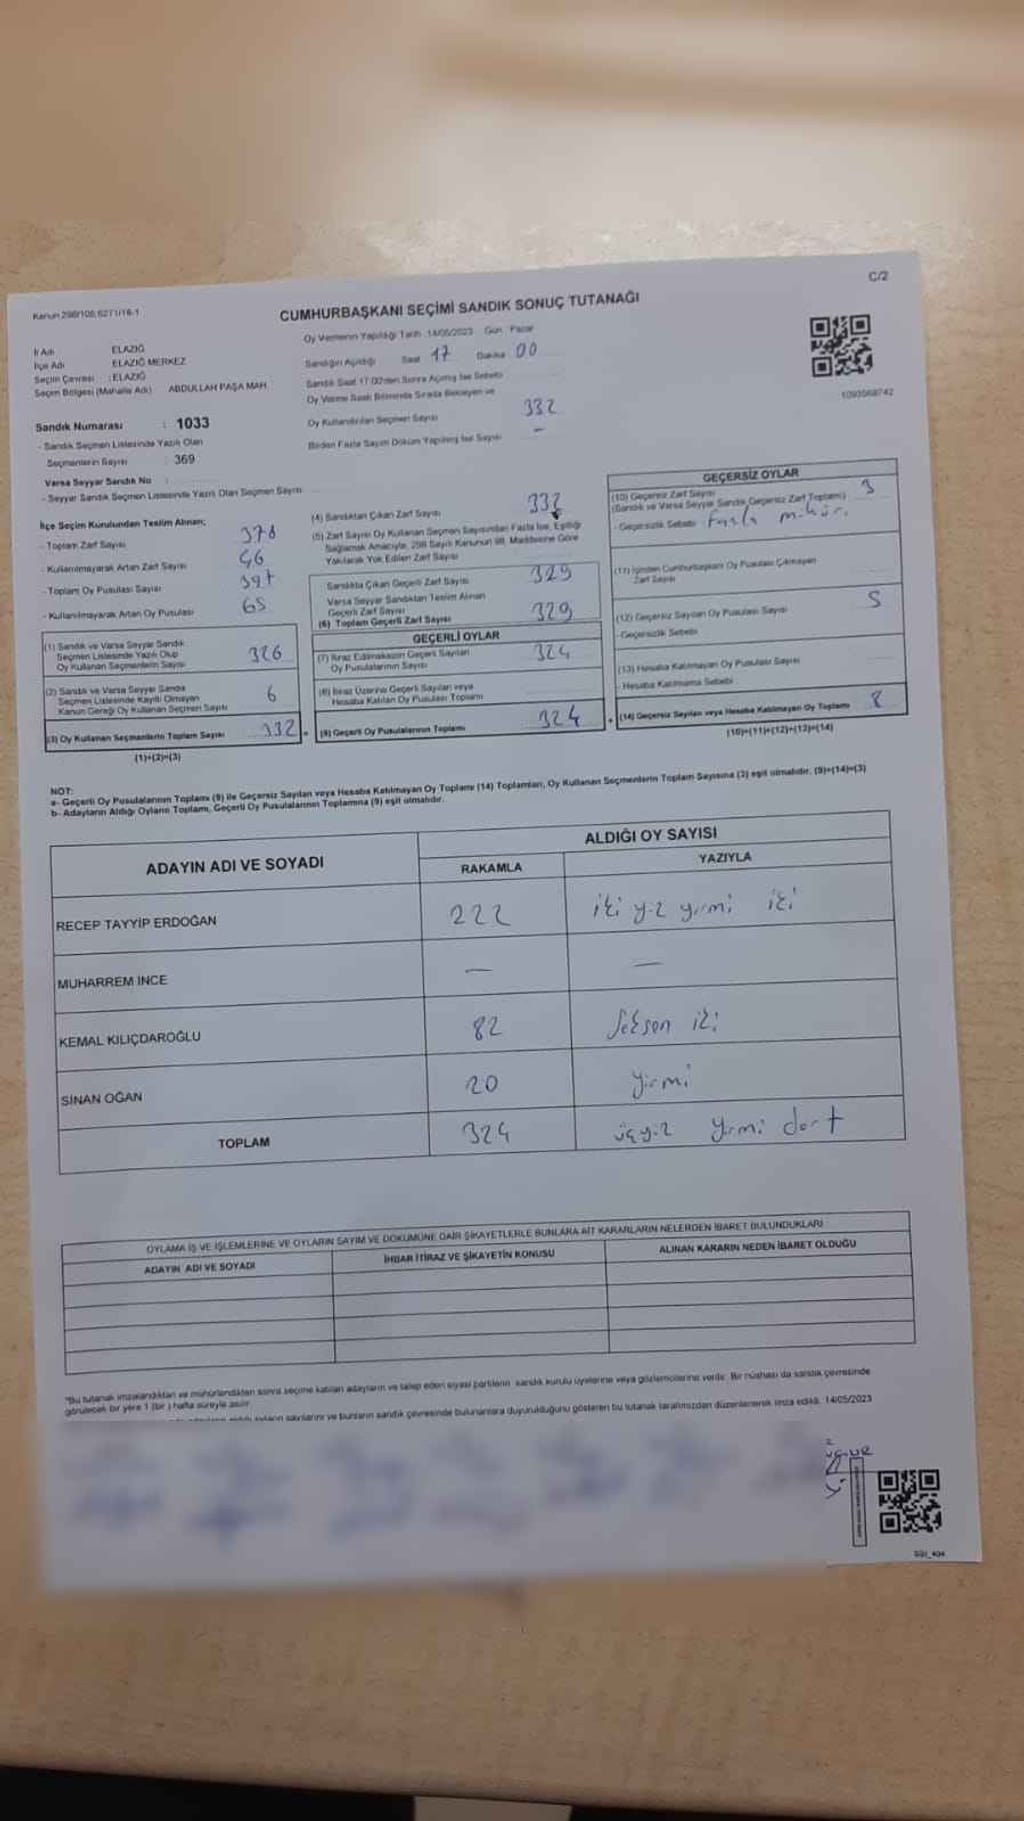 C/2
Kanun 298/105;6271/16-1
CUMHURBAŞKANI SEÇİMİ SANDIK SONUÇ TUTANAĞI
İl Adı ELAZIĞ
İlçe Adı ELAZIĞ MERKEZ
Seçim Çevresi : ELAZIĞ
Seçim Bölgesi (Mahalle Adı) ABDULLAH PAŞA MAH.
Sandık Numarası : 1033
- Sandık Seçmen Listesinde Yazılı Olan
Seçmenlerin Sayısı : 369
Varsa Seyyar Sandık No :
- Seyyar Sandık Seçmen Listesinde Yazılı Olan Seçmen Sayısı
Oy Vermenin Yapıldığı Tarih 14/05/2023 Gün Pazar
Sandığın Açıldığı Saat 17 Dakika 00
Sandık Saat 17:00'den Sonra Açılmış İse Sebebi
Oy Verme Saati Bitiminde Sırada Bekleyen ve
Oy Kullandırılan Seçmen Sayısı 332
Birden Fazla Sayım Döküm Yapılmış İse Sayısı -
1093568742
İlçe Seçim Kurulundan Teslim Alınan;
- Toplam Zarf Sayısı 378
- Kullanılmayarak Artan Zarf Sayısı 46
- Toplam Oy Pusulası Sayısı 397
- Kullanılmayarak Artan Oy Pusulası 65
(1) Sandık ve Varsa Seyyar Sandık
Seçmen Listesinde Yazılı Olup
Oy Kullanan Seçmenlerin Sayısı 326
(2) Sandık ve Varsa Seyyar Sandık
Seçmen Listesinde Kayıtlı Olmayan
Kanun Gereği Oy Kullanan Seçmen Sayısı 6
(3) Oy Kullanan Seçmenlerin Toplam Sayısı 332
(1)+(2)=(3)
(4) Sandıktan Çıkan Zarf Sayısı 332
(5) Zarf Sayısı Oy Kullanan Seçmen Sayısından Fazla İse, Eşitliği
Sağlamak Amacıyla, 298 Sayılı Kanunun 98. Maddesine Göre
Yakılarak Yok Edilen Zarf Sayısı
Sandıkta Çıkan Geçerli Zarf Sayısı 329
Varsa Seyyar Sandıktan Teslim Alınan
Geçerli Zarf Sayısı
(6) Toplam Geçerli Zarf Sayısı 329
GEÇERLİ OYLAR
(7) İtiraz Edilmeksizin Geçerli Sayılan
Oy Pusulalarının Sayısı 324
(8) İtiraz Üzerine Geçerli Sayılan veya
Hesaba Katılan Oy Pusulaları Toplamı
(9) Geçerli Oy Pusulalarının Toplamı 324
GEÇERSİZ OYLAR
(10) Geçersiz Zarf Sayısı 3
(Sandık ve Varsa Seyyar Sandık Geçersiz Zarf Toplamı)
- Geçersizlik Sebebi Fazla mühür.
(11) İçinden Cumhurbaşkanı Oy Pusulası Çıkmayan
Zarf Sayısı
(12) Geçersiz Sayılan Oy Pusulası Sayısı 5
- Geçersizlik Sebebi
(13) Hesaba Katılmayan Oy Pusulası Sayısı
- Hesaba Katılmama Sebebi
(14) Geçersiz Sayılan veya Hesaba Katılmayan Oy Toplamı 8
(10)+(11)+(12)+(13)=(14)
NOT:
a- Geçerli Oy Pusulalarının Toplamı (9) ile Geçersiz Sayılan veya Hesaba Katılmayan Oy Toplamı (14) Toplamları, Oy Kullanan Seçmenlerin Toplam Sayısına (3) eşit olmalıdır. (9)+(14)=(3)
b- Adayların Aldığı Oyların Toplamı, Geçerli Oy Pusulalarının Toplamına (9) eşit olmalıdır.
ADAYIN ADI VE SOYADI
ALDIĞI OY SAYISI
RAKAMLA YAZIYLA
RECEP TAYYİP ERDOĞAN 222 iki yüz yirmi iki
MUHARREM İNCE — —
KEMAL KILIÇDAROĞLU 82 seksen iki
SİNAN OĞAN 20 yirmi
TOPLAM 324 üçyüz yirmi dört
OYLAMA İŞ VE İŞLEMLERİNE VE OYLARIN SAYIM VE DÖKÜMÜNE DAİR ŞİKAYETLERLE BUNLARA AİT KARARLARIN NELERDEN İBARET BULUNDUKLARI
ADAYIN ADI VE SOYADI İHBAR İTİRAZ VE ŞİKAYETİN KONUSU ALINAN KARARIN NEDEN İBARET OLDUĞU
"Bu tutanak imzalandıktan ve mühürlendikten sonra seçime katılan adayların ve talep eden siyasi partilerin sandık kurulu üyelerine veya gözlemcilerine verilir. Bir nüshası da sandık çevresinde
görülecek bir yere 1 (bir) hafta süreyle asılır.
sayılarını ve bunların sandık çevresinde bulunanlara duyurulduğunu gösteren bu tutanak tarafımızdan düzenlenerek imza edildi. 14/05/2023